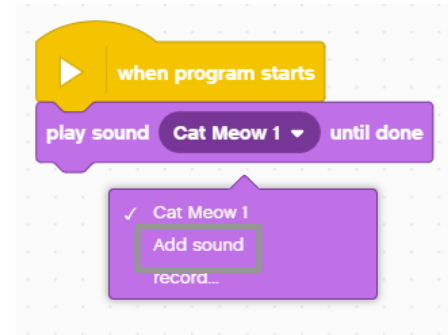 when program starts
play sound Cat Meow 1 until done
✓ Cat Meow 1
Add sound
record...